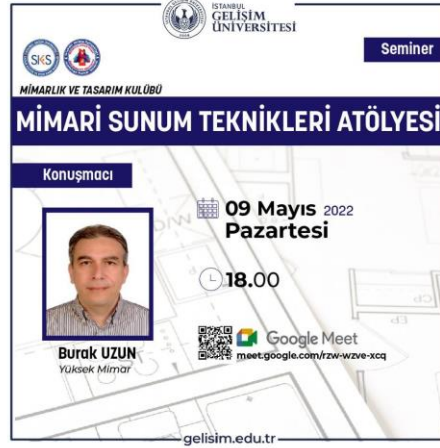 İSTANBUL
GELİŞİM
ÜNİVERSİTESİ
Seminer
SKS
MİMARLIK VE TASARIM KULÜBÜ
MİMARİ SUNUM TEKNİKLERİ ATÖLYESİ
Konuşmacı
09 Mayıs 2022
Pazartesi
18.00
Google Meet
meet.google.com/rzw-wzve-xcq
Burak UZUN
Yüksek Mimar
gelisim.edu.tr